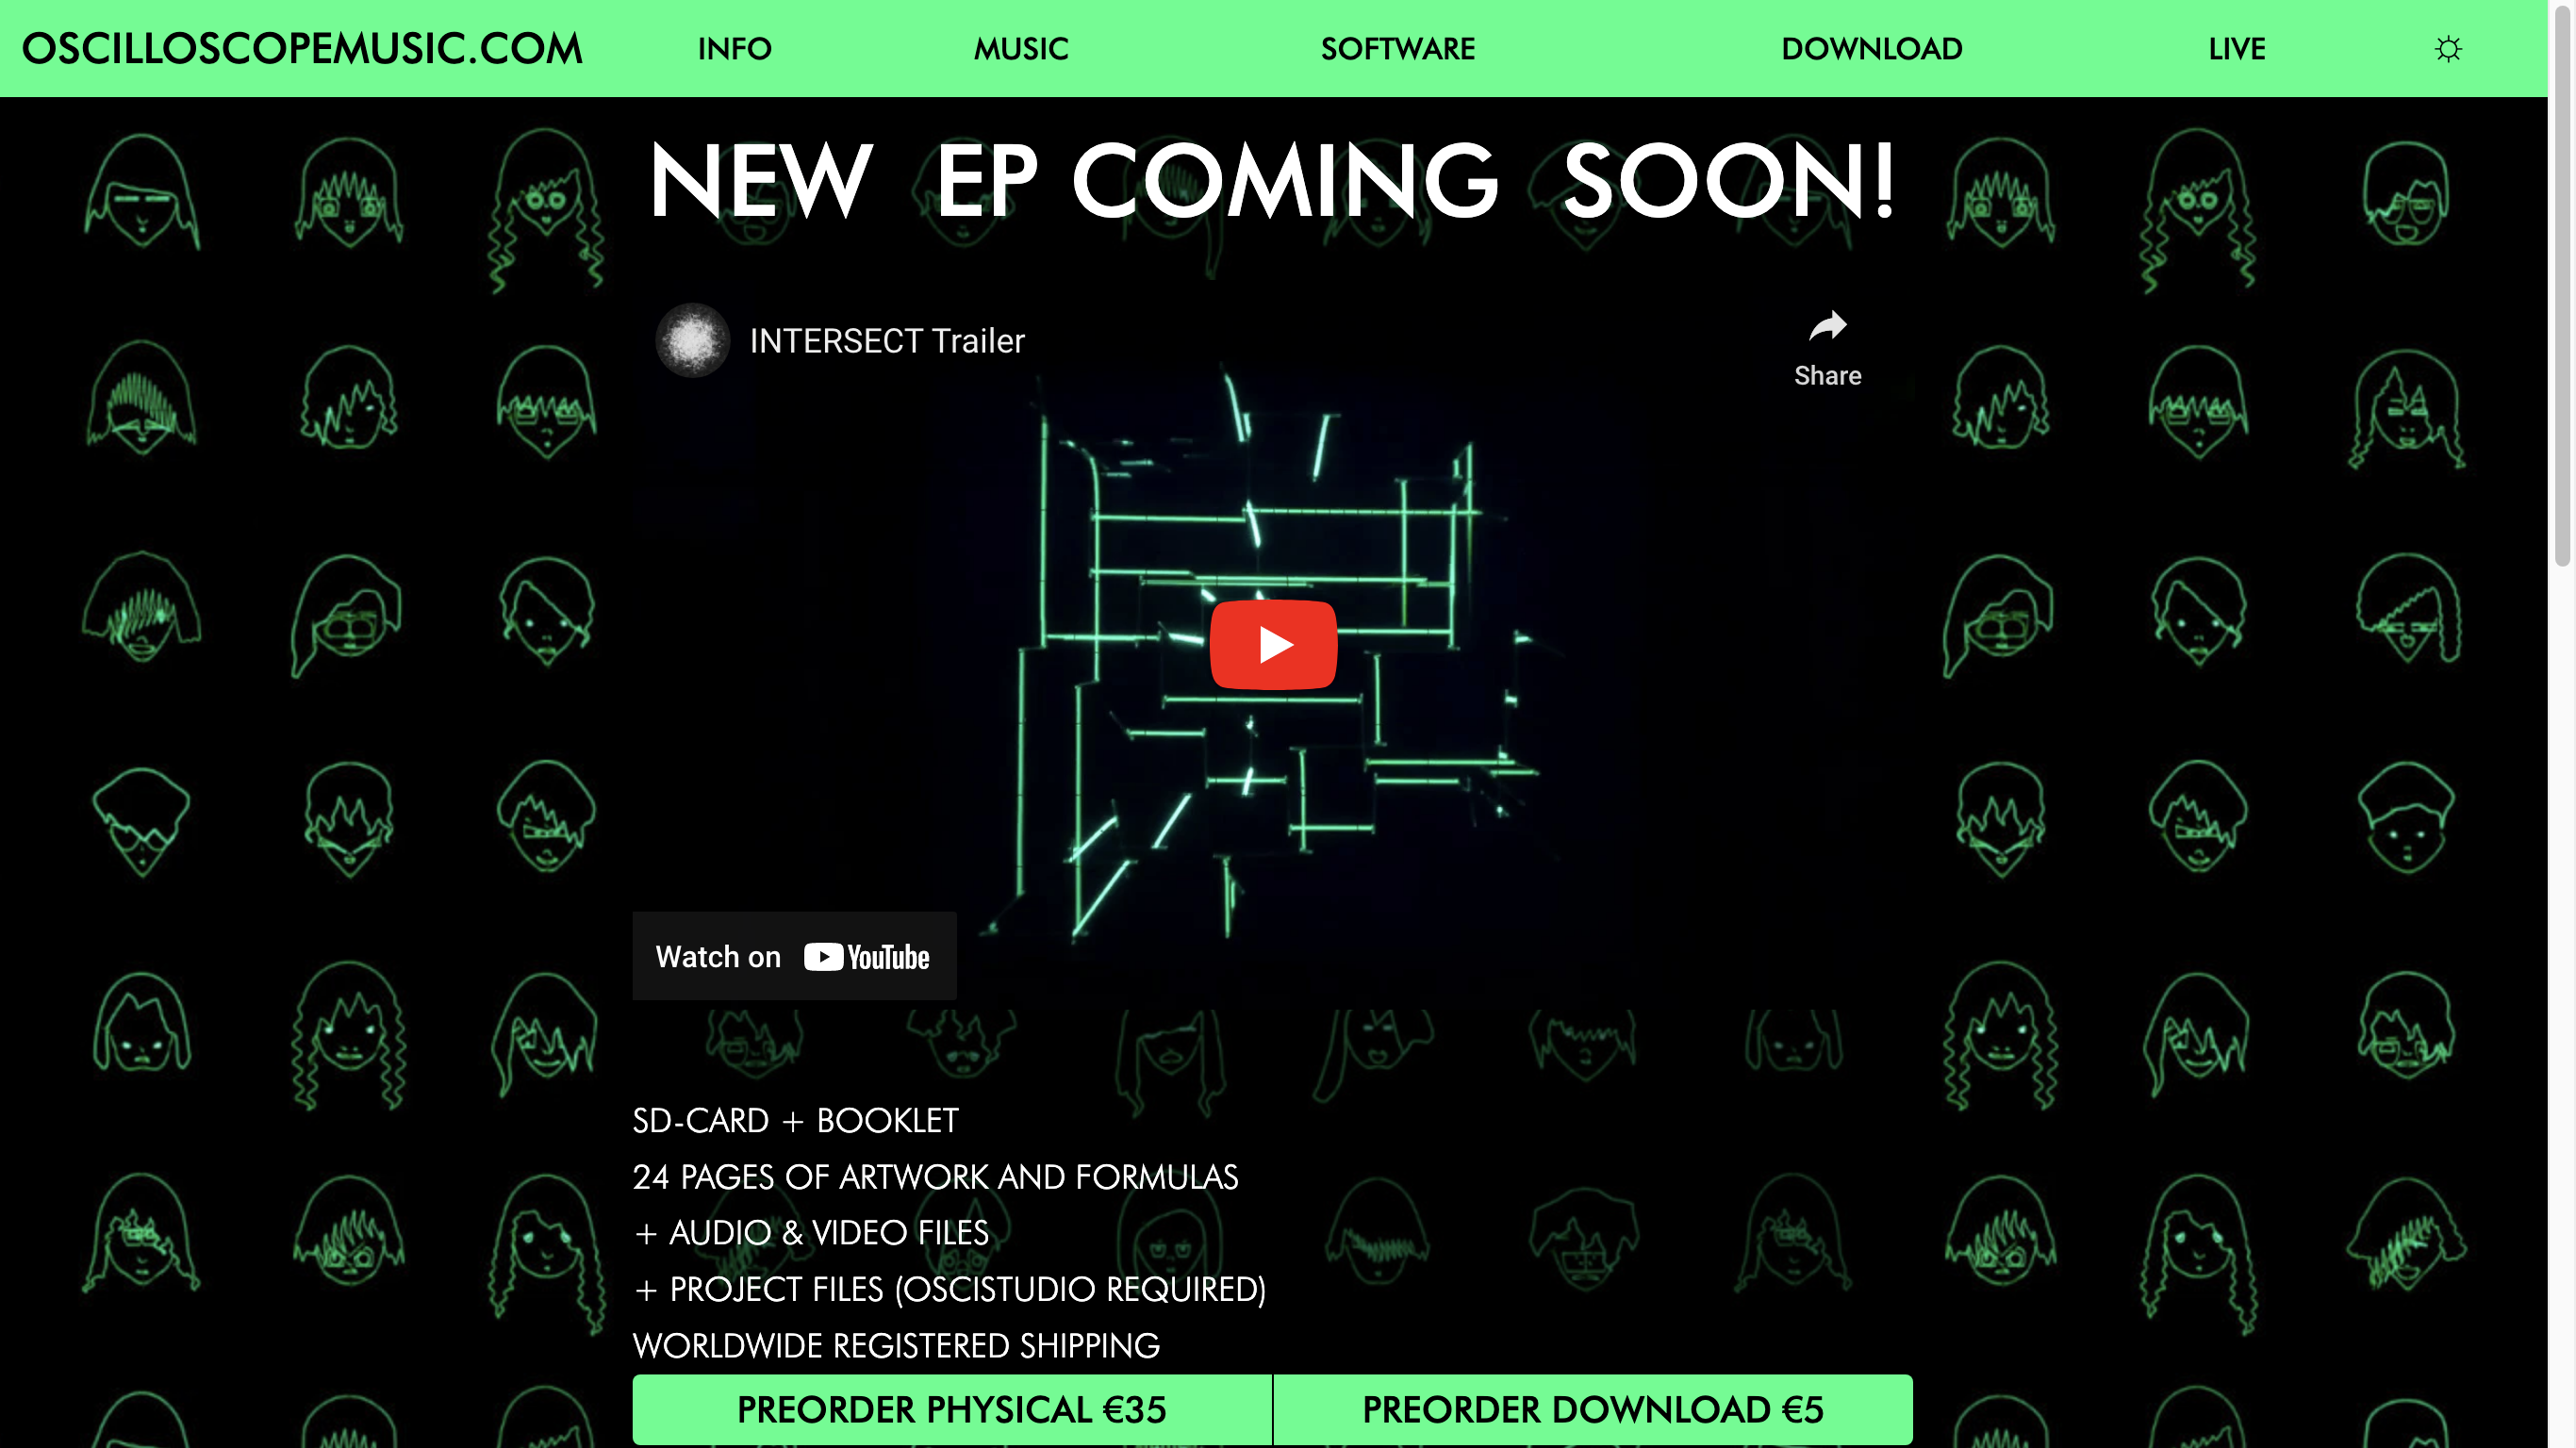 OSCILLOSCOPEMUSIC.COM INFO MUSIC SOFTWARE DOWNLOAD LIVE
NEW EP COMING SOON!
INTERSECT Trailer
Share
Watch on YouTube
SD-CARD + BOOKLET
24 PAGES OF ARTWORK AND FORMULAS
+ AUDIO & VIDEO FILES
+ PROJECT FILES (OSCISTUDIO REQUIRED)
WORLDWIDE REGISTERED SHIPPING
PREORDER PHYSICAL €35 PREORDER DOWNLOAD €5